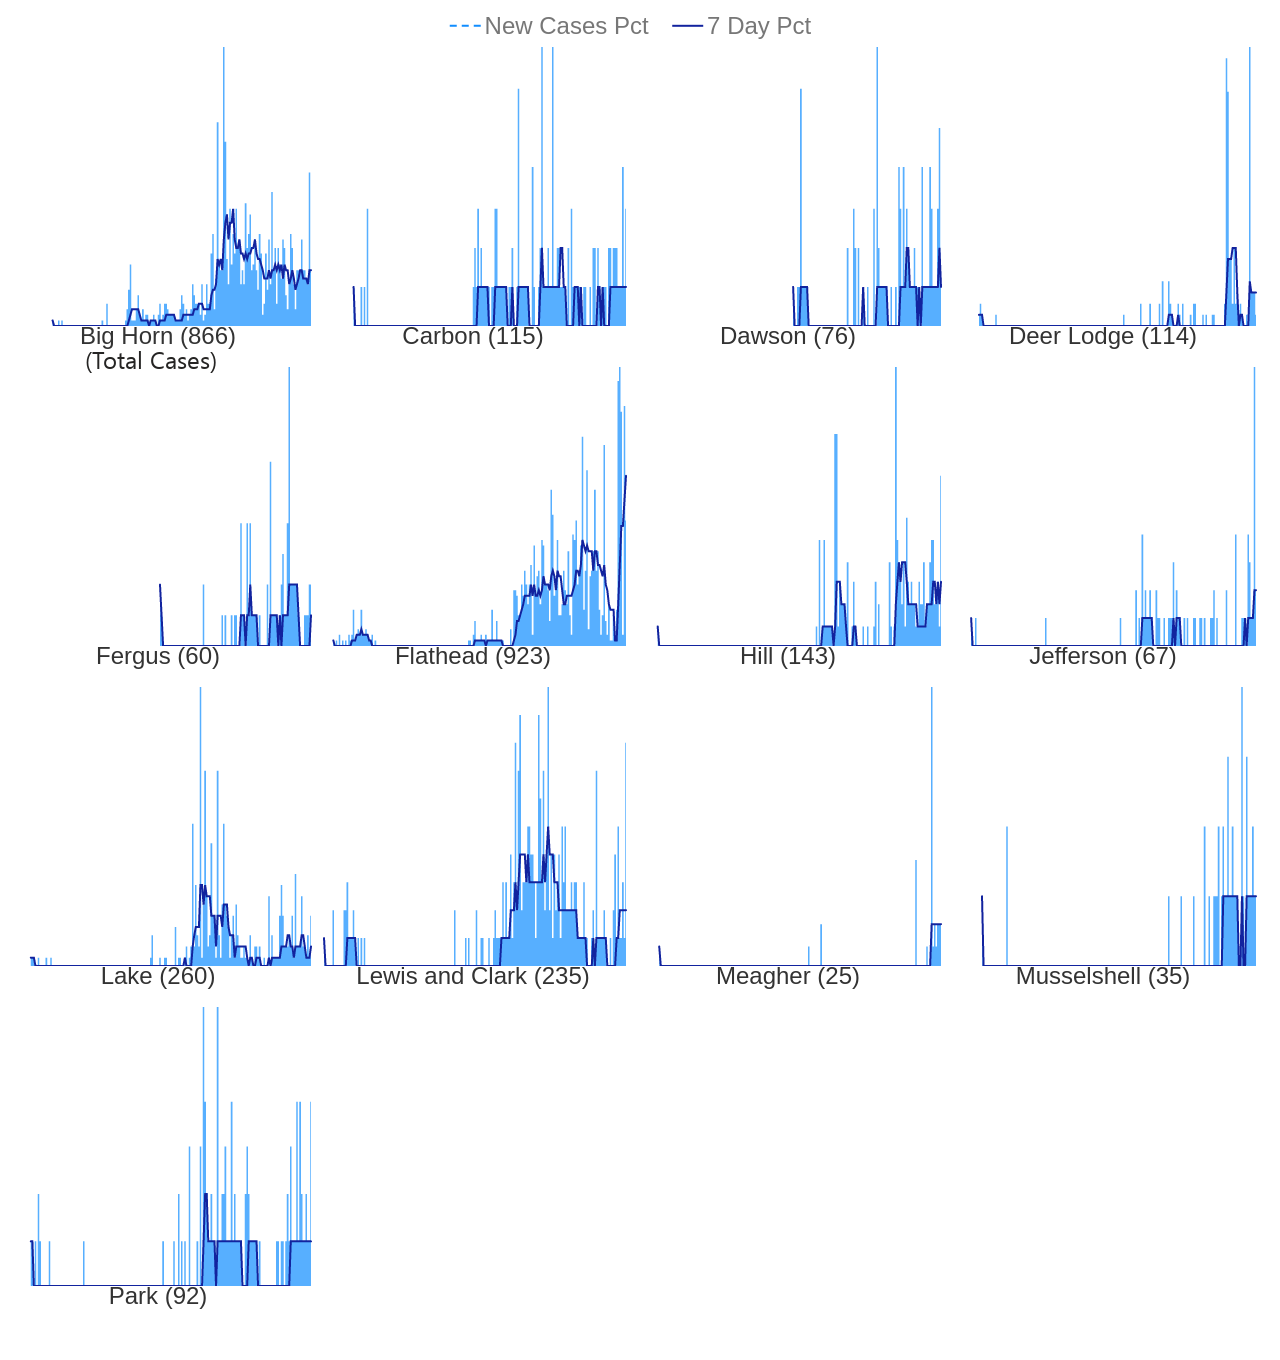 New Cases Pct 7 Day Pct
Big Horn (866) Carbon (115) Dawson (76) Deer Lodge (114)
(Total Cases)
Fergus (60) Flathead (923) Hill (143) Jefferson (67)
Lake (260) Lewis and Clark (235) Meagher (25) Musselshell (35)
Park (92)